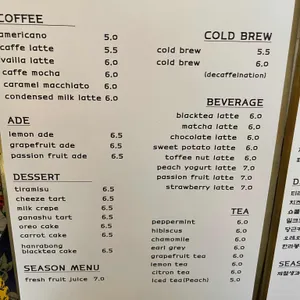 COFFEE
americano 5.0
caffe latte 5.5
vailla latte 6.0
caffe mocha 6.0
caramel macchiato 6.0
condensed milk latte 6.0
ADE
lemon ade 6.5
grapefruit ade 6.5
passion fruit ade 6.5
DESSERT
tiramisu 6.5
cheeze tart 6.5
milk crepe 6.5
ganashu tart 6.5
oreo cake 6.5
carrot cake 6.5
hanrabong
blacktea cake 6.5
SEASON MENU
fresh fruit juice 7.0
COLD BREW
cold brew 5.5
cold brew 6.0
(decaffeination)
BEVERAGE
blacktea latte 6.0
matcha latte 6.0
chocolate latte 6.0
sweet potato latte 6.0
toffee nut latte 6.0
peach yogurt latte 7.0
passion fruit latte 7.0
strawberry latte 7.0
TEA
peppermint 6.0
hibiscus 6.0
chamomile 6.0
earl grey 6.0
grapefruit tea 6.0
lemon tea 6.0
citron tea 6.0
iced tea(Peach) 5.0